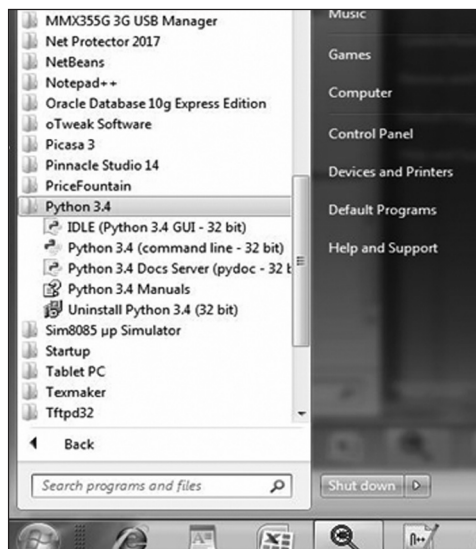 MMX355G 3G USB Manager
Net Protector 2017
NetBeans
Notepad++
Oracle Database 10g Express Edition
oTweak Software
Picasa 3
Pinnacle Studio 14
PriceFountain
Python 3.4
IDLE (Python 3.4 GUI - 32 bit)
Python 3.4 (command line - 32 bit)
Python 3.4 Docs Server (pydoc - 32 b
Python 3.4 Manuals
Uninstall Python 3.4 (32 bit)
Sim8085 µp Simulator
Startup
Tablet PC
Texmaker
Tftpd32
Back
Search programs and files
Music
Games
Computer
Control Panel
Devices and Printers
Default Programs
Help and Support
Shut down